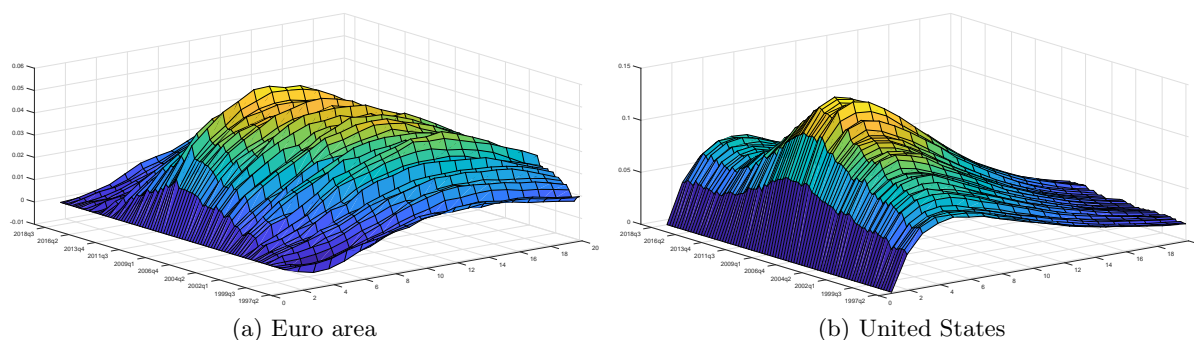 0.06
0.05
0.04
0.03
0.02
0.01
0
-0.01
2018q3
2016q2
2013q4
2011q3
2009q1
2006q4
2004q2
2002q1
1999q3
1997q2
0
2
4
6
8
10
12
14
16
18
20
(a) Euro area
0.15
0.1
0.05
0
2018q3
2016q2
2013q4
2011q3
2009q1
2006q4
2004q2
2002q1
1999q3
1997q2
0
2
4
6
8
10
12
14
16
18
(b) United States